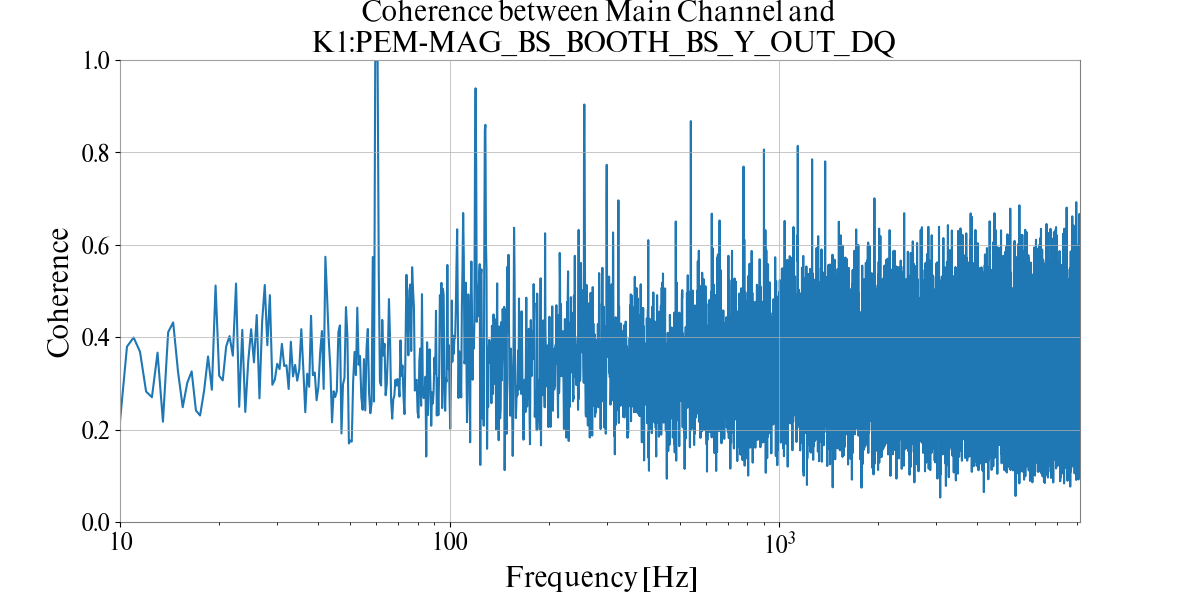 Coherence between Main Channel and
K1:PEM-MAG_BS_BOOTH_BS_Y_OUT_DQ
1.0
0.8
0.6
0.4
0.2
0.0
Coherence
10
100
10³
Frequency [Hz]